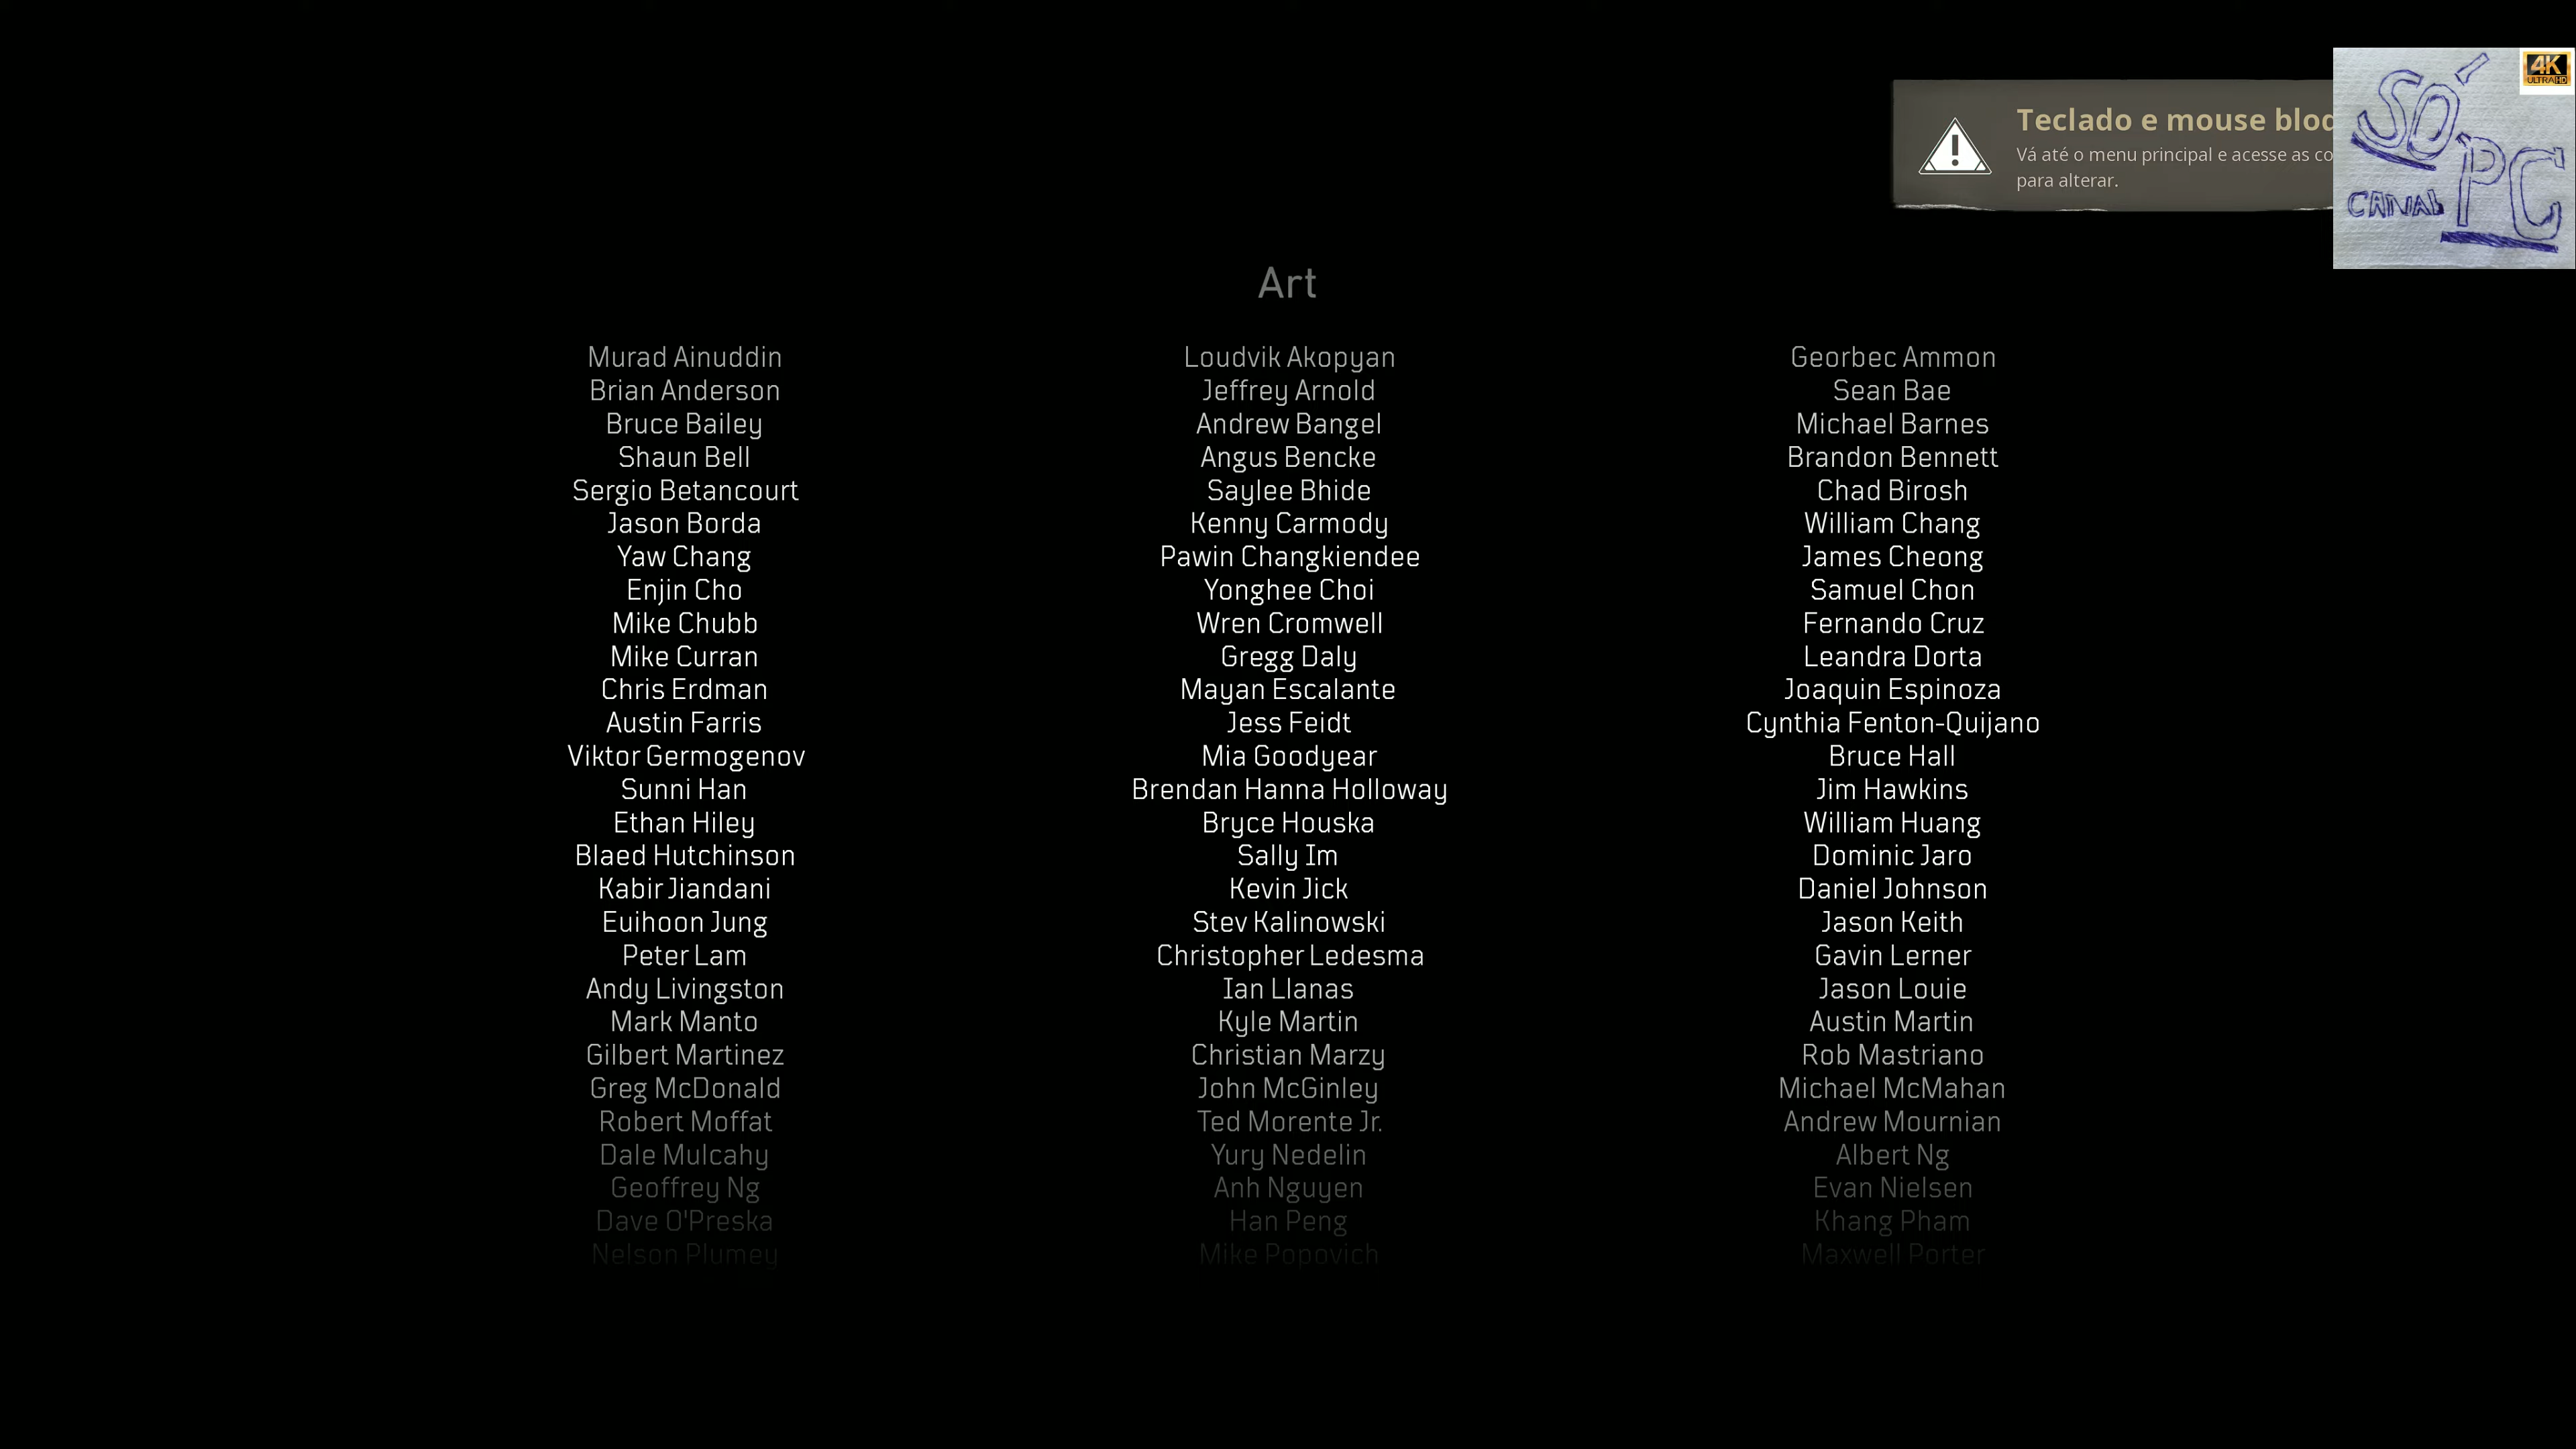 4K
ULTRA HD
SÓ
PC
CANAL
Teclado e mouse bloq
Vá até o menu principal e acesse as co
para alterar.
Art
Murad Ainuddin Loudvik Akopyan Georbec Ammon
Brian Anderson Jeffrey Arnold Sean Bae
Bruce Bailey Andrew Bangel Michael Barnes
Shaun Bell Angus Bencke Brandon Bennett
Sergio Betancourt Saylee Bhide Chad Birosh
Jason Borda Kenny Carmody William Chang
Yaw Chang Pawin Changkiendee James Cheong
Enjin Cho Yonghee Choi Samuel Chon
Mike Chubb Wren Cromwell Fernando Cruz
Mike Curran Gregg Daly Leandra Dorta
Chris Erdman Mayan Escalante Joaquin Espinoza
Austin Farris Jess Feidt Cynthia Fenton-Quijano
Viktor Germogenov Mia Goodyear Bruce Hall
Sunni Han Brendan Hanna Holloway Jim Hawkins
Ethan Hiley Bryce Houska William Huang
Blaed Hutchinson Sally Im Dominic Jaro
Kabir Jiandani Kevin Jick Daniel Johnson
Euihoon Jung Stev Kalinowski Jason Keith
Peter Lam Christopher Ledesma Gavin Lerner
Andy Livingston Ian Llanas Jason Louie
Mark Manto Kyle Martin Austin Martin
Gilbert Martinez Christian Marzy Rob Mastriano
Greg McDonald John McGinley Michael McMahan
Robert Moffat Ted Morente Jr. Andrew Mournian
Dale Mulcahy Yury Nedelin Albert Ng
Geoffrey Ng Anh Nguyen Evan Nielsen
Dave O'Preska Han Peng Khang Pham
Nelson Plumey Mike Popovich Maxwell Porter